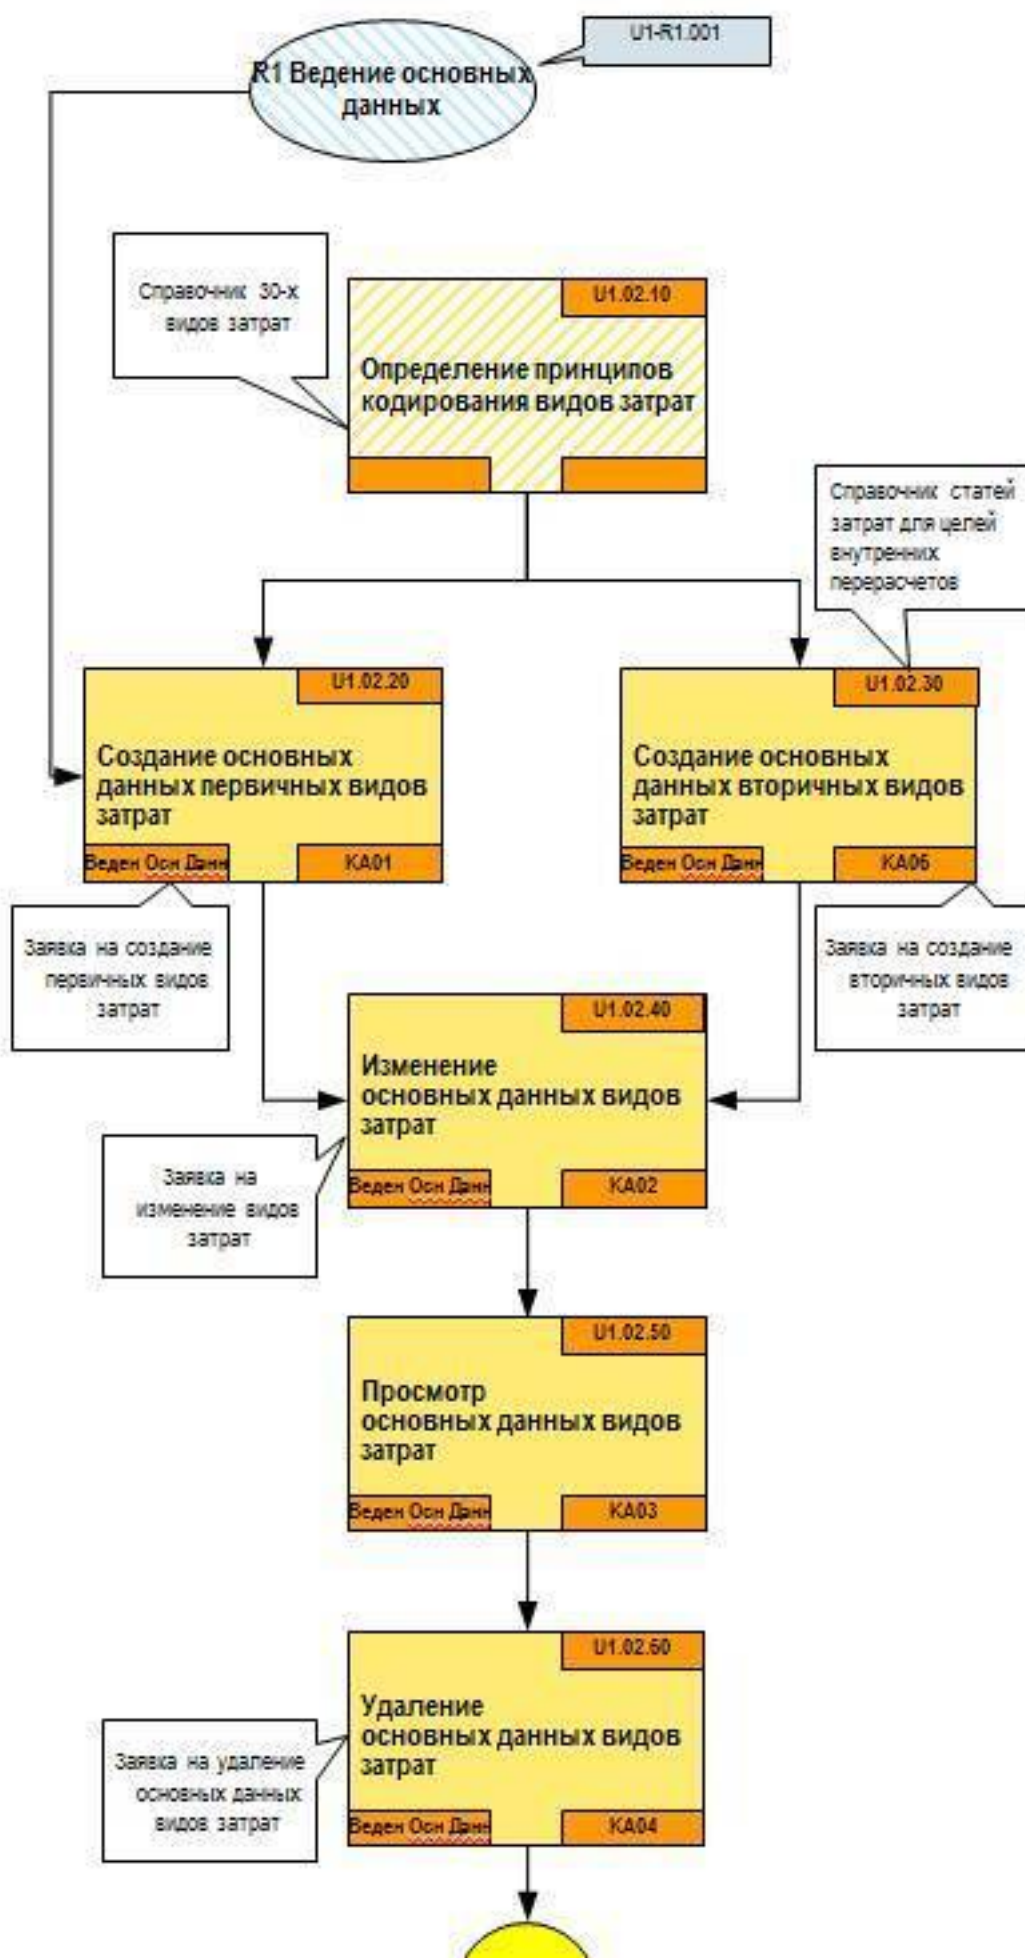 U1-R1.001
R1 Ведение основных
данных
Справочник 30-х
видов затрат
U1.02.10
Определение принципов
кодирования видов затрат
Справочник статей
затрат для целей
внутренних
перерасчетов
U1.02.20
Создание основных
данных первичных видов
затрат
Веден Осн Данн
KA01
U1.02.30
Создание основных
данных вторичных видов
затрат
Веден Осн Данн
KA06
Заявка на создание
первичных видов
затрат
Заявка на создание
вторичных видов
затрат
U1.02.40
Изменение
основных данных видов
затрат
Веден Осн Данн
KA02
Заявка на
изменение видов
затрат
U1.02.50
Просмотр
основных данных видов
затрат
Веден Осн Данн
KA03
U1.02.60
Удаление
основных данных видов
затрат
Веден Осн Данн
KA04
Заявка на удаление
основных данных
видов затрат